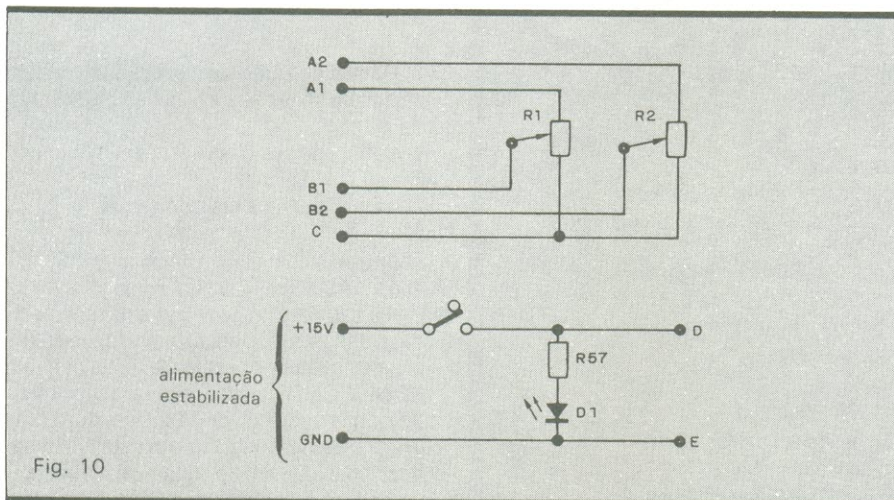 A2
A1
R1
R2
B1
B2
C
+15V
D
alimentação
estabilizada
R57
D1
GND
E
Fig. 10